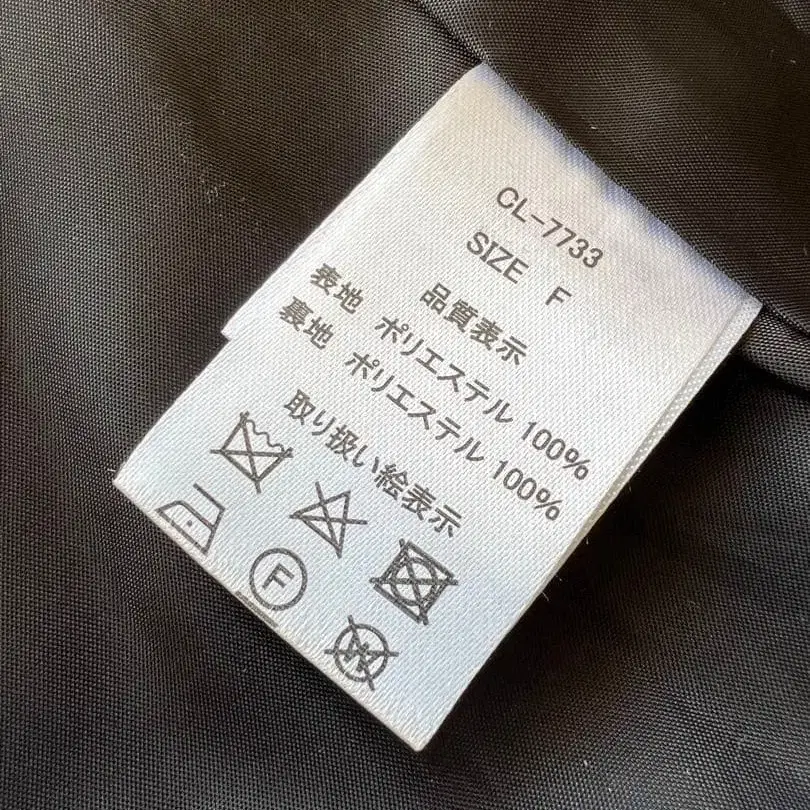 CL-7733
SIZE F
品質表示
表地 ポリエステル 100%
裏地 ポリエステル 100%
取り扱い絵表示
F
W